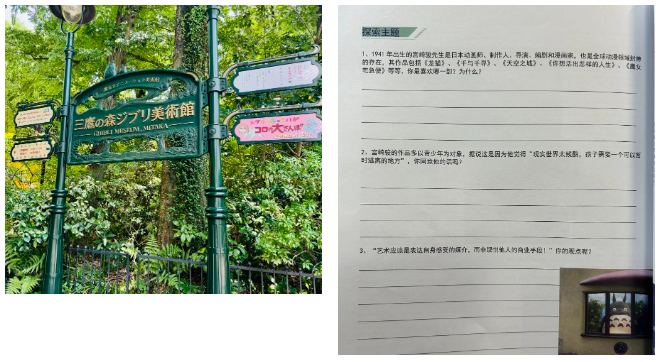 三鷹の森ジブリ美術館
GHIBLI MUSEUM, MITAKA
探索主题
1、1941 年出生的宫崎骏先生是日本动画师、制作人、导演、编剧和漫画家，也是全球动漫领域封神
的存在，其作品包括《龙猫》、《千与千寻》、《天空之城》、《你想活出怎样的人生》、《魔女
宅急便》等等，你最喜欢哪一部？为什么？
2、宫崎骏的作品多以青少年为对象，据说这是因为他觉得“现实世界太残酷，孩子需要一个可以暂
时逃离的地方”，你同意他的话吗？
3、“艺术应该是表达自身感受的媒介，而非提供他人的商业手段！”你的观点呢？